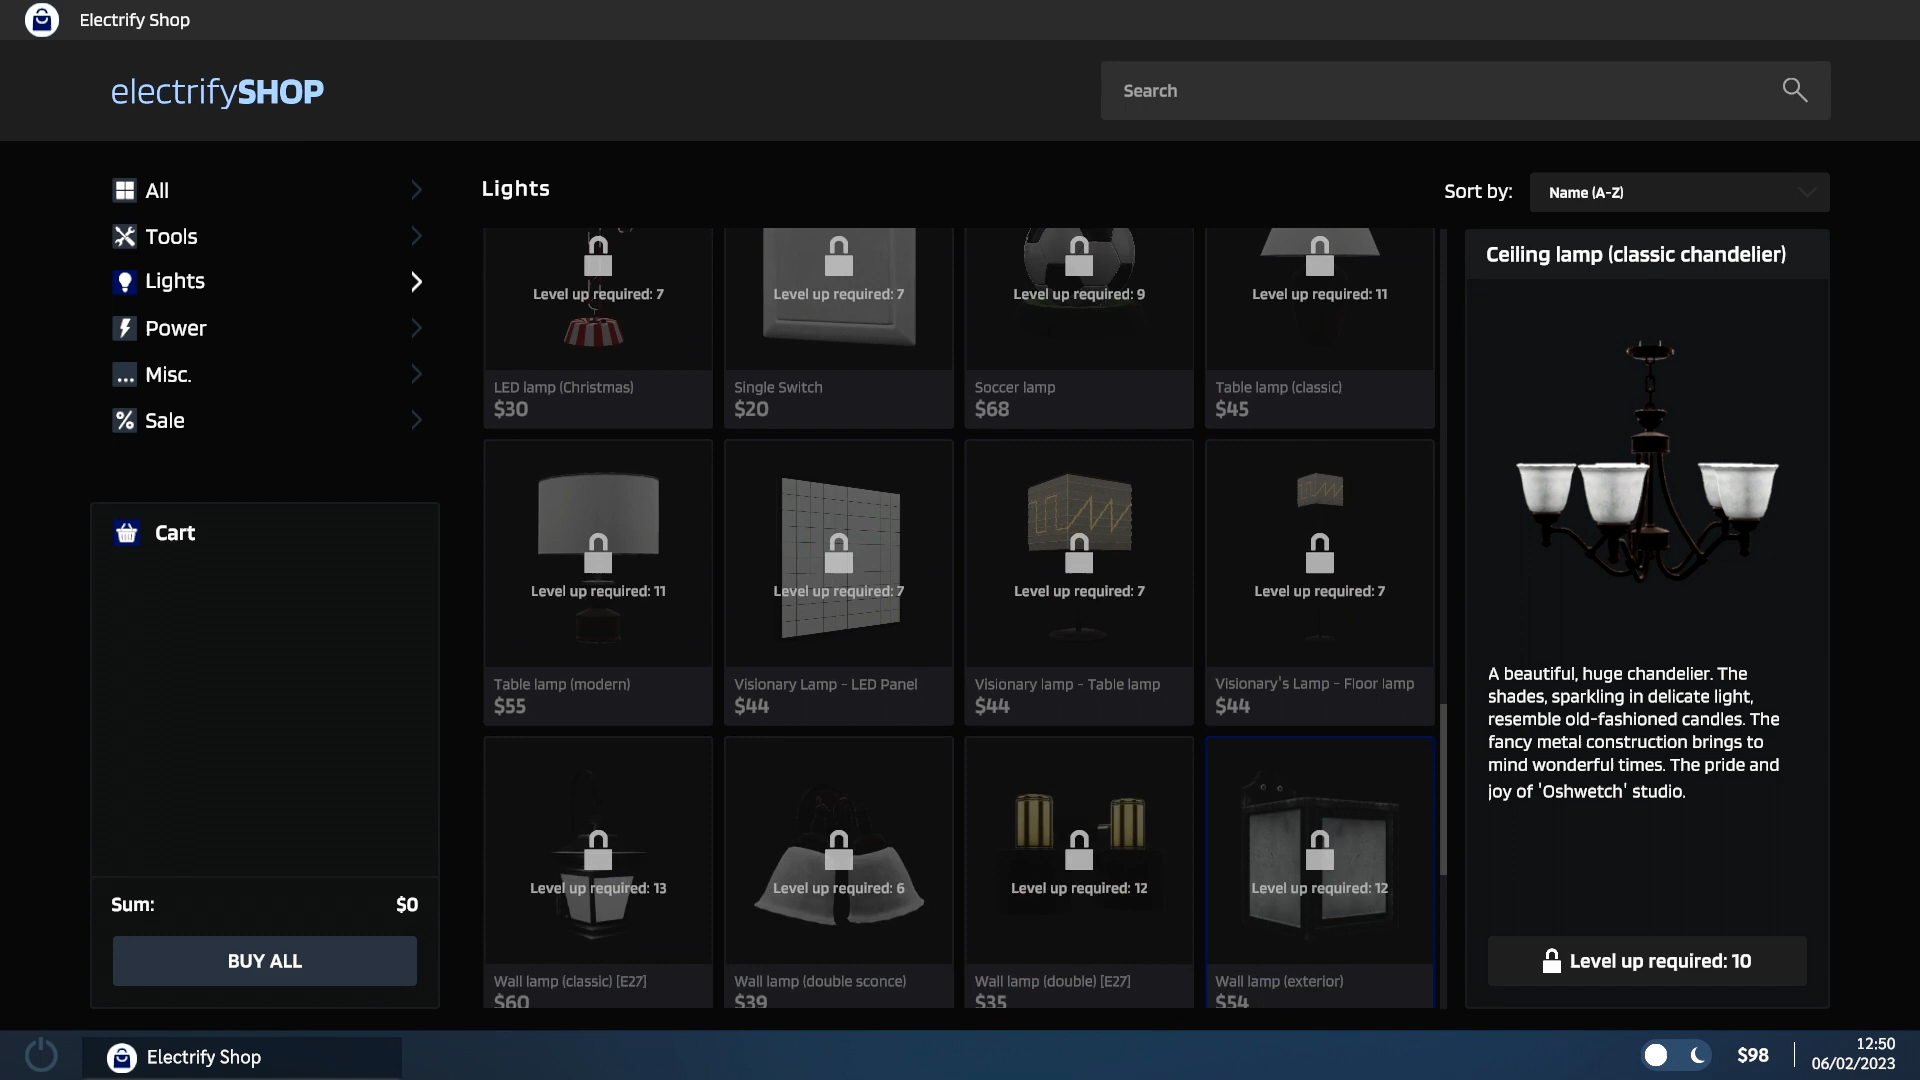 Electrify Shop
electrifySHOP
Search
All
Tools
Lights
Power
Misc.
Sale
Cart
Sum: $0
BUY ALL
Lights
Sort by: Name (A-Z)
Level up required: 7
LED lamp (Christmas)
$30
Level up required: 7
Single Switch
$20
Level up required: 9
Soccer lamp
$68
Level up required: 11
Table lamp (classic)
$45
Level up required: 11
Table lamp (modern)
$55
Level up required: 7
Visionary Lamp - LED Panel
$44
Level up required: 7
Visionary lamp - Table lamp
$44
Level up required: 7
Visionary's Lamp - Floor lamp
$44
Level up required: 13
Wall lamp (classic) [E27]
$60
Level up required: 6
Wall lamp (double sconce)
$39
Level up required: 12
Wall lamp (double) [E27]
$35
Level up required: 12
Wall lamp (exterior)
$54
Ceiling lamp (classic chandelier)
A beautiful, huge chandelier. The
shades, sparkling in delicate light,
resemble old-fashioned candles. The
fancy metal construction brings to
mind wonderful times. The pride and
joy of 'Oshwetch' studio.
Level up required: 10
Electrify Shop
$98
12:50
06/02/2023